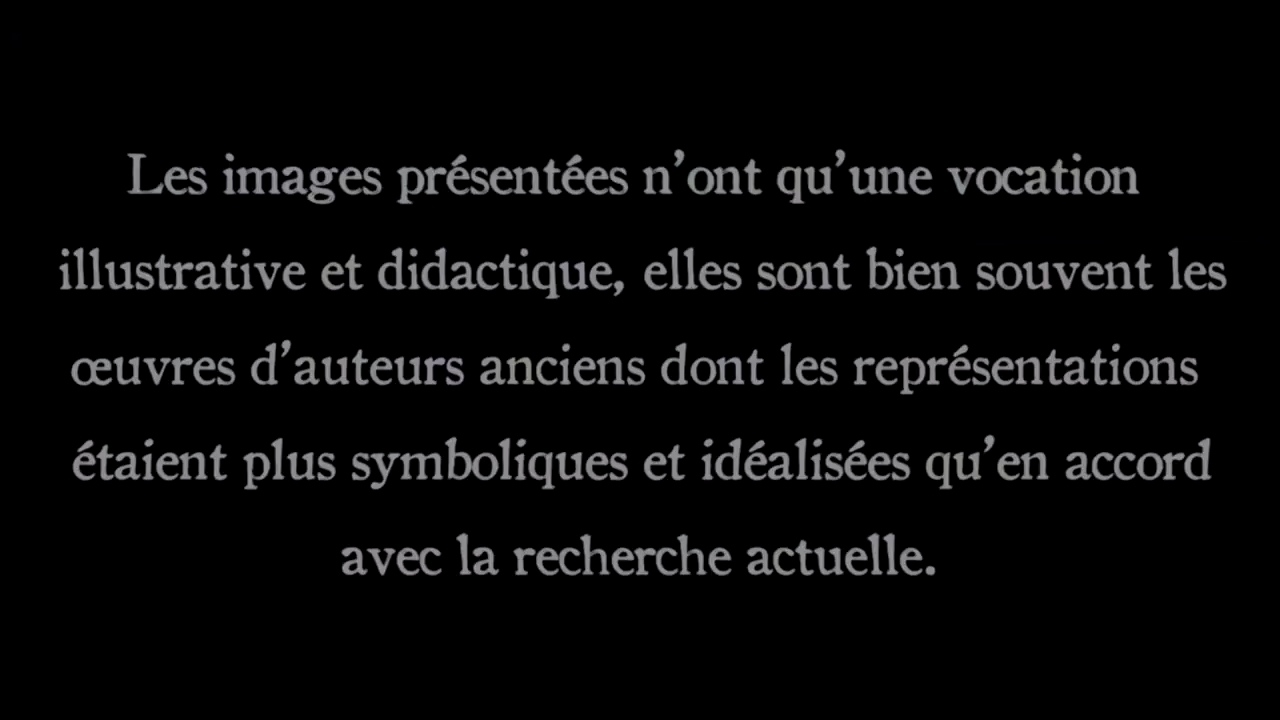 Les images présentées n’ont qu’une vocation
illustrative et didactique, elles sont bien souvent les
œuvres d’auteurs anciens dont les représentations
étaient plus symboliques et idéalisées qu’en accord
avec la recherche actuelle.